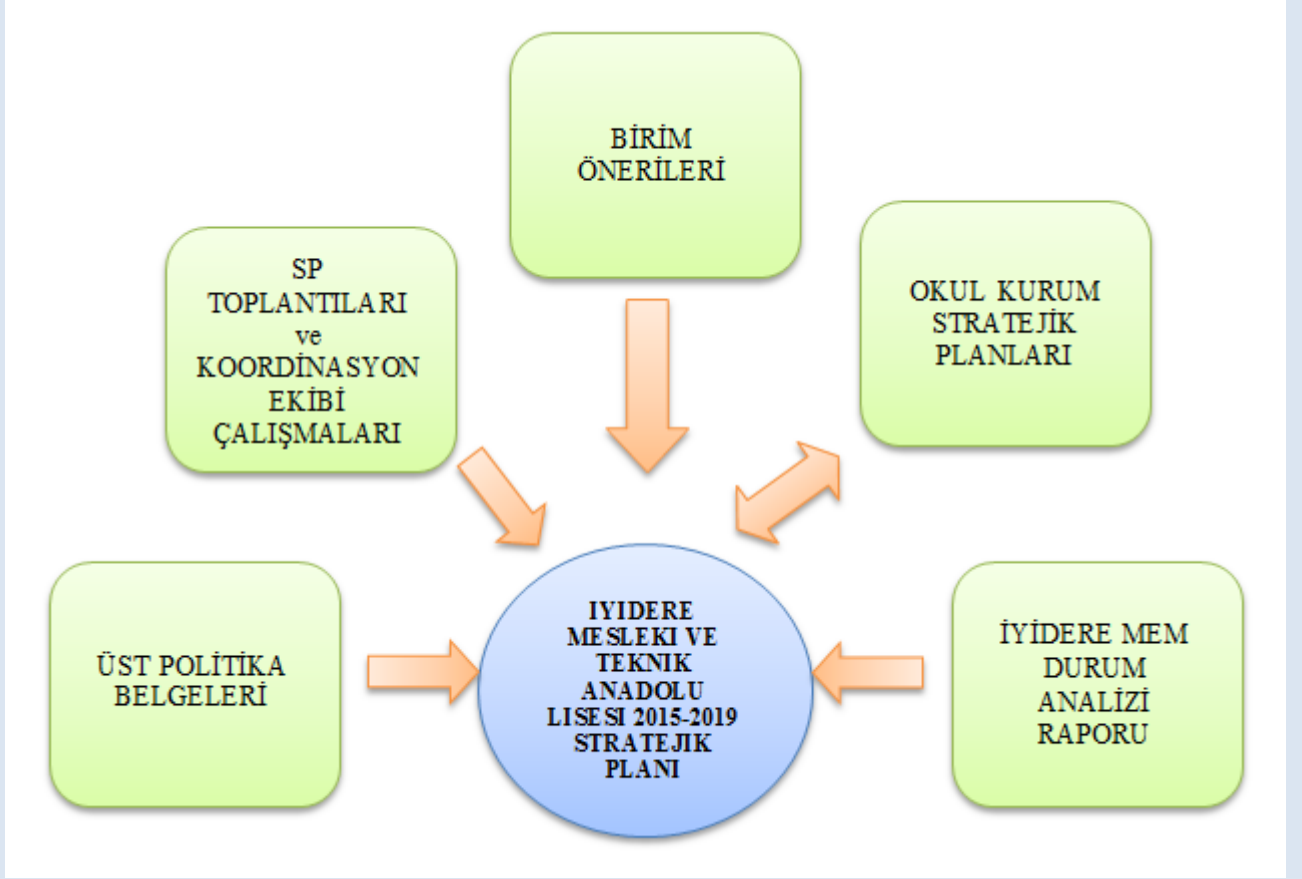 BİRİM
ÖNERİLERİ
SP
TOPLANTILARI
ve
KOORDİNASYON
EKİBİ
ÇALIŞMALARI
OKUL KURUM
STRATEJİK
PLANLARI
ÜST POLİTİKA
BELGELERİ
IYIDERE
MESLEKI VE
TEKNIK
ANADOLU
LISESI 2015-2019
STRATEJIK
PLANI
İYİDERE MEM
DURUM
ANALİZİ
RAPORU